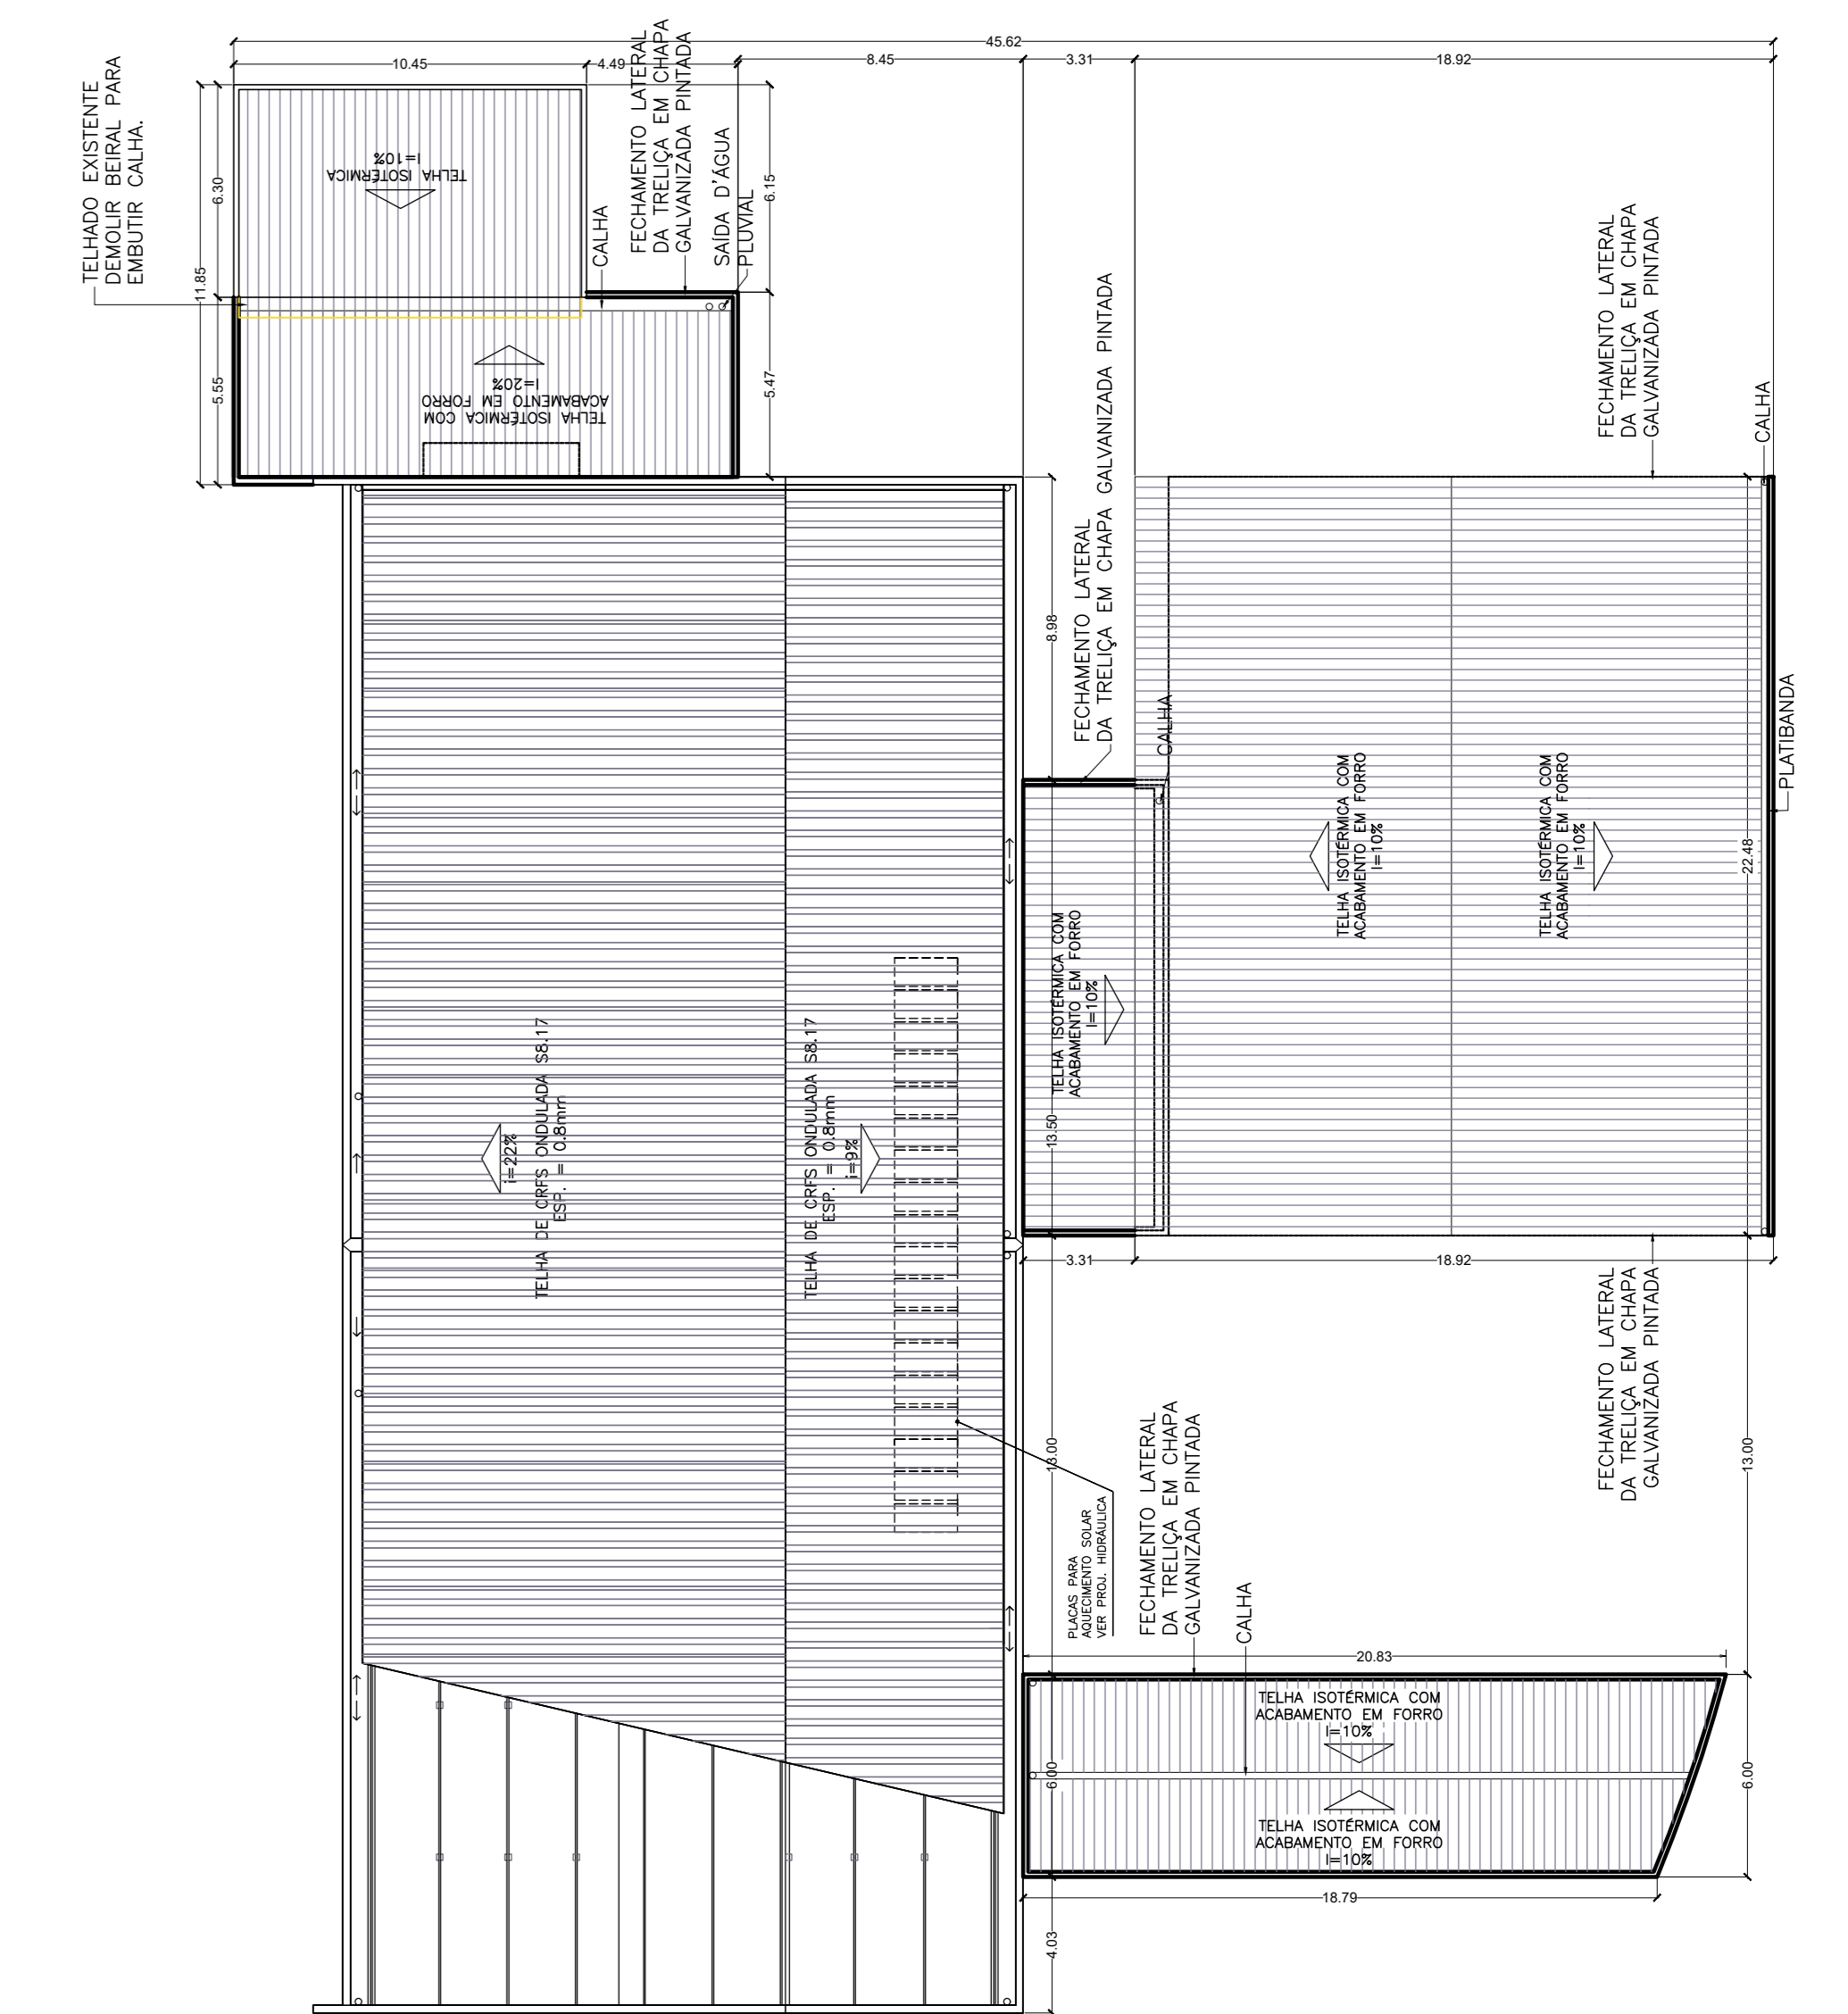 45.62
10.45
4.49
8.45
3.31
18.92
TELHADO EXISTENTE
DEMOLIR BEIRAL PARA
EMBUTIR CALHA.
11.85
6.30
5.55
TELHA ISOTÉRMICA
I=10%
CALHA
FECHAMENTO LATERAL
DA TRELIÇA EM CHAPA
GALVANIZADA PINTADA
SAÍDA D'ÁGUA
PLUVIAL
6.15
5.47
TELHA ISOTÉRMICA COM
ACABAMENTO EM FORRO
I=20%
FECHAMENTO LATERAL
DA TRELIÇA EM CHAPA GALVANIZADA PINTADA
CALHA
8.98
FECHAMENTO LATERAL
DA TRELIÇA EM CHAPA
GALVANIZADA PINTADA
CALHA
PLATIBANDA
22.48
TELHA ISOTÉRMICA COM
ACABAMENTO EM FORRO
I=10%
TELHA ISOTÉRMICA COM
ACABAMENTO EM FORRO
I=10%
TELHA ISOTÉRMICA COM
ACABAMENTO EM FORRO
I=10%
13.50
i=22%
TELHA DE CRFS ONDULADA S8.17
ESP. = 0.8mm
TELHA DE CRFS ONDULADA S8.17
ESP. = 0.8mm
i=9%
3.31
18.92
FECHAMENTO LATERAL
DA TRELIÇA EM CHAPA
GALVANIZADA PINTADA
13.00
13.00
PLACAS PARA
AQUECIMENTO SOLAR
VER PROJ. HIDRÁULICA
FECHAMENTO LATERAL
DA TRELIÇA EM CHAPA
GALVANIZADA PINTADA
CALHA
20.83
TELHA ISOTÉRMICA COM
ACABAMENTO EM FORRO
I=10%
6.00
6.00
TELHA ISOTÉRMICA COM
ACABAMENTO EM FORRO
I=10%
18.79
4.03